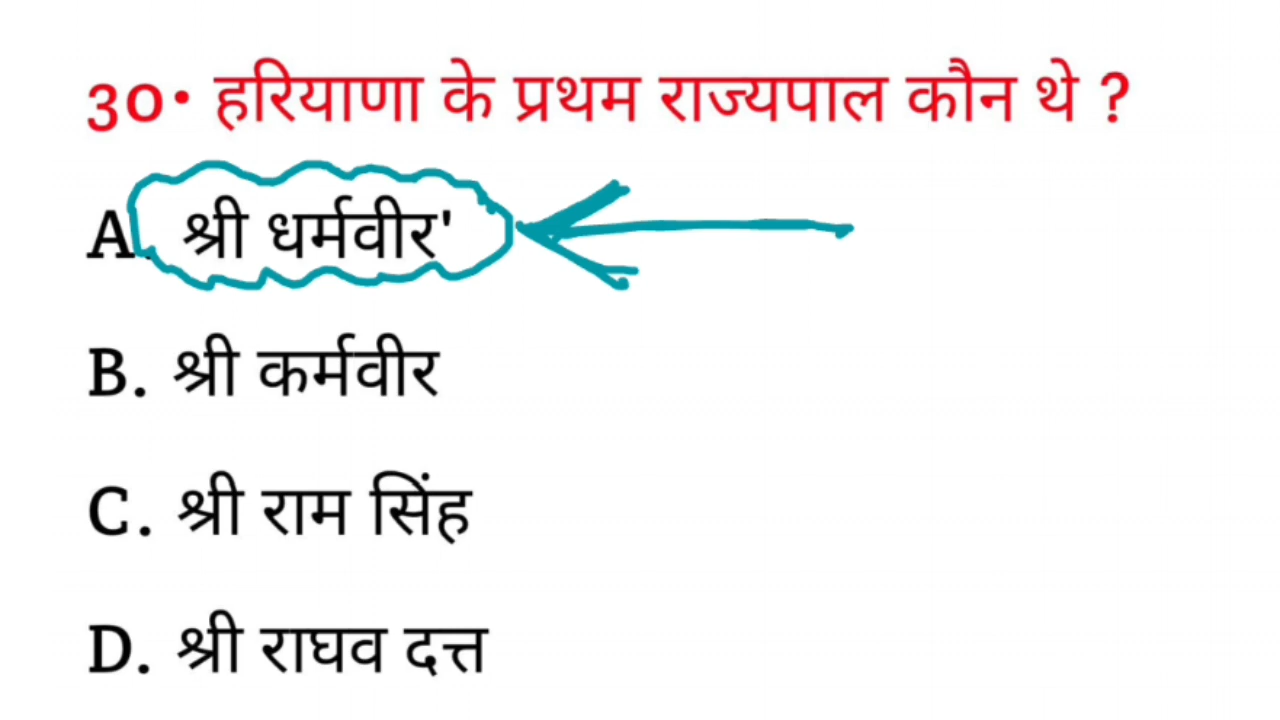 30• हरियाणा के प्रथम राज्यपाल कौन थे ?
A. श्री धर्मवीर'
B. श्री कर्मवीर
C. श्री राम सिंह
D. श्री राघव दत्त